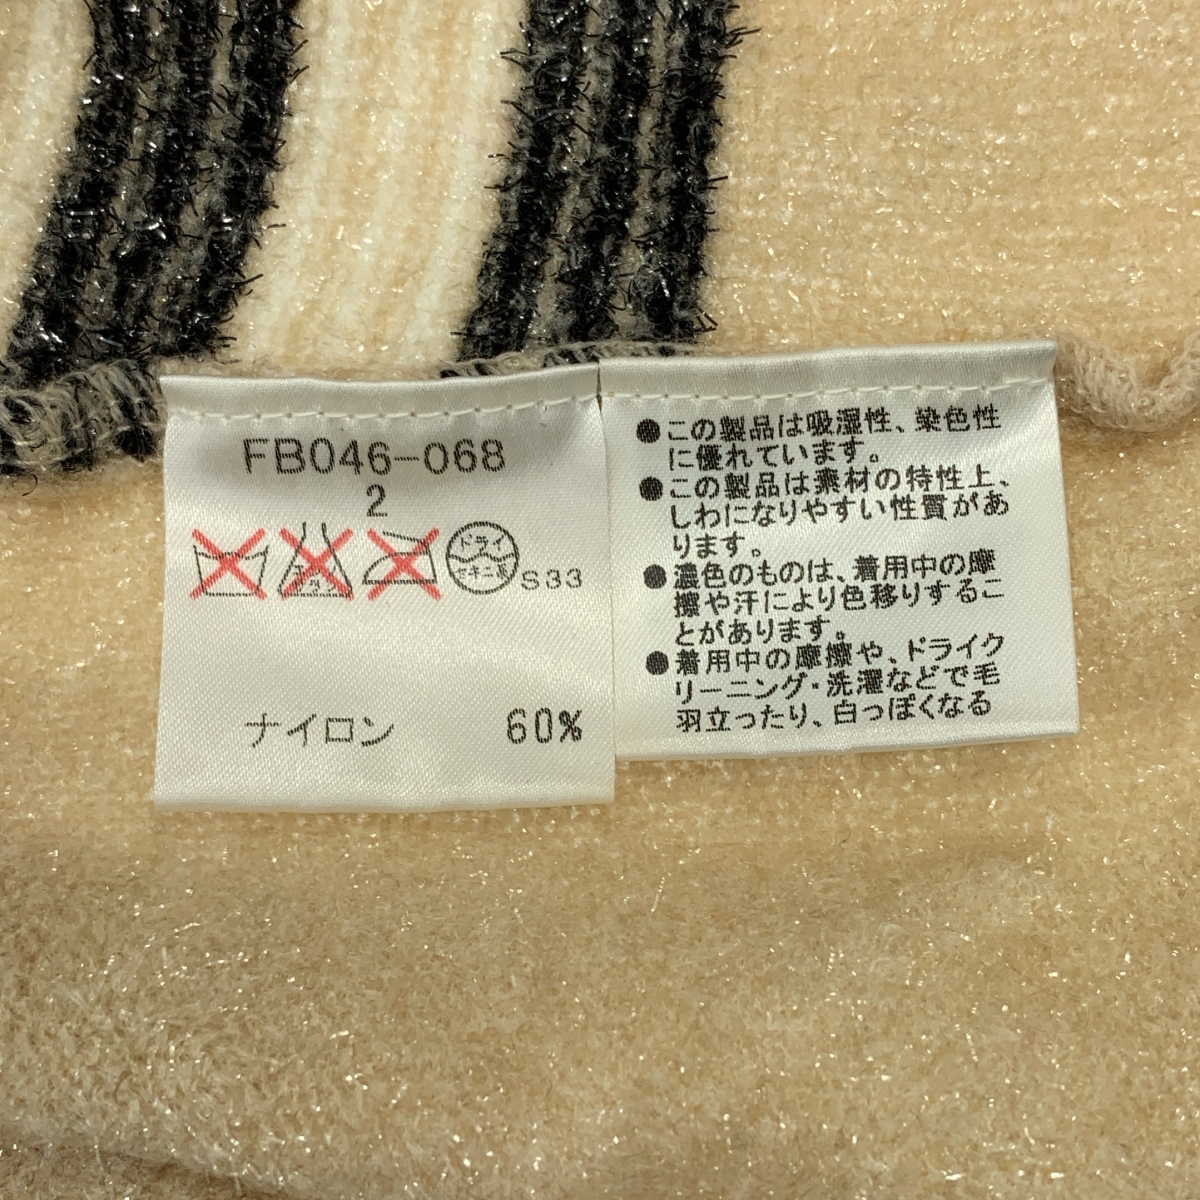 FB046-068
2
エンソ
サラシ
ドライ
セキユ系
S33
ナイロン 60%
●この製品は吸湿性、染色性
に優れています。
●この製品は素材の特性上、
しわになりやすい性質があ
ります。
●濃色のものは、着用中の摩
擦や汗により色移りするこ
とがあります。
●着用中の摩擦や、ドライク
リーニング・洗濯などで毛
羽立ったり、白っぽくなる